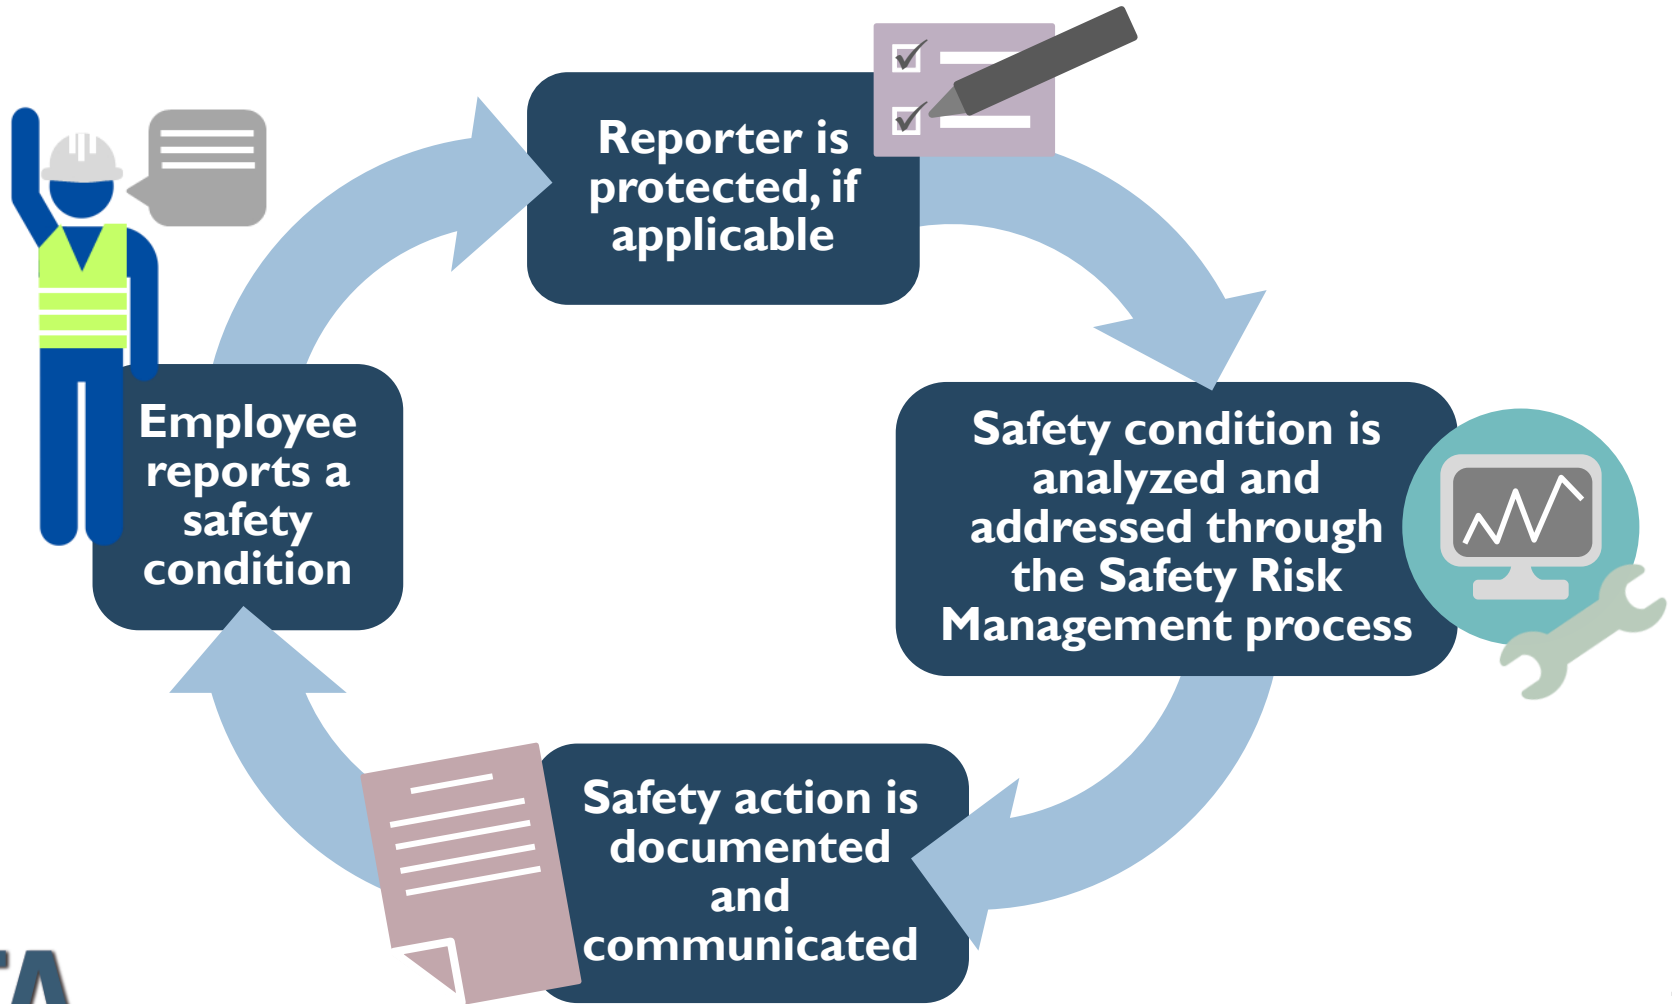 Reporter is
protected, if
applicable
Employee
reports a
safety
condition
Safety condition is
analyzed and
addressed through
the Safety Risk
Management process
Safety action is
documented
and
communicated